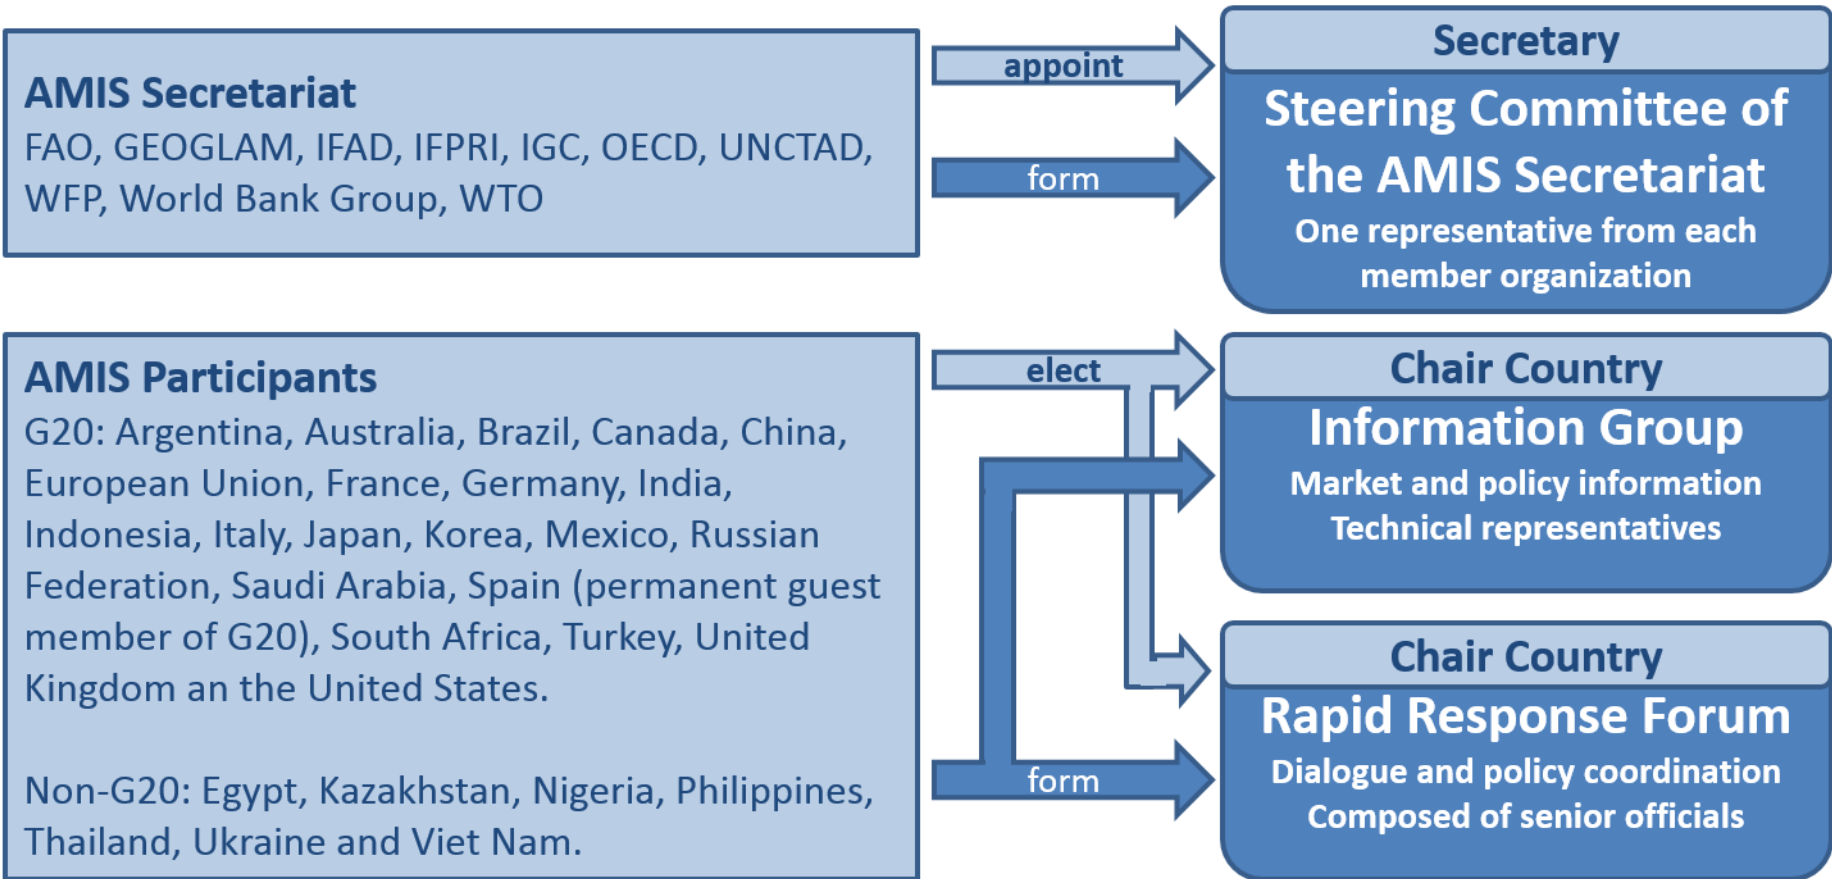 AMIS Secretariat
FAO, GEOGLAM, IFAD, IFPRI, IGC, OECD, UNCTAD,
WFP, World Bank Group, WTO
appoint
form
Secretary
Steering Committee of
the AMIS Secretariat
One representative from each
member organization
AMIS Participants
G20: Argentina, Australia, Brazil, Canada, China,
European Union, France, Germany, India,
Indonesia, Italy, Japan, Korea, Mexico, Russian
Federation, Saudi Arabia, Spain (permanent guest
member of G20), South Africa, Turkey, United
Kingdom an the United States.
Non-G20: Egypt, Kazakhstan, Nigeria, Philippines,
Thailand, Ukraine and Viet Nam.
elect
form
Chair Country
Information Group
Market and policy information
Technical representatives
Chair Country
Rapid Response Forum
Dialogue and policy coordination
Composed of senior officials